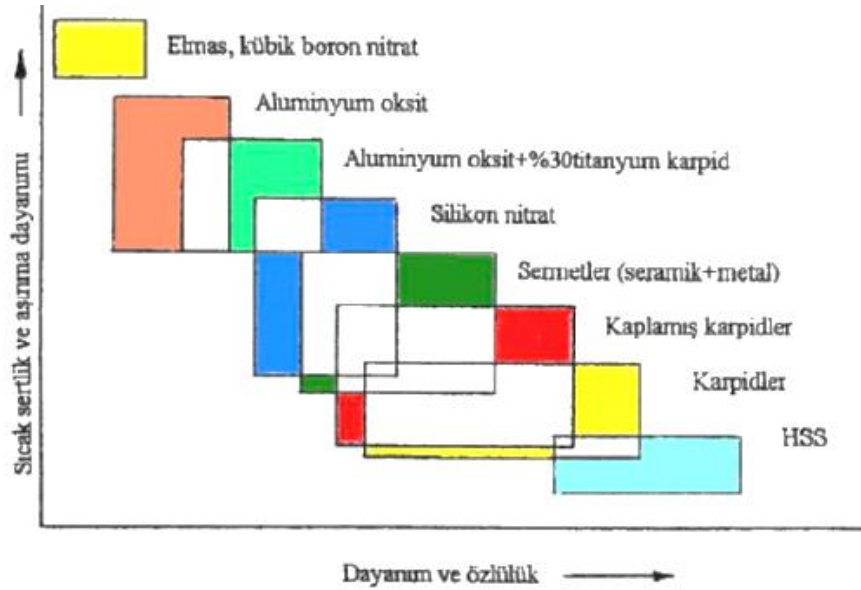 Elmas, kübik boron nitrat
Aluminyum oksit
Aluminyum oksit+%30titanyum karpid
Silikon nitrat
Sermetler (seramik+metal)
Kaplamış karpidler
Karpidler
HSS
Sıcak sertlik ve aşınma dayanımı
Dayanım ve özlülük